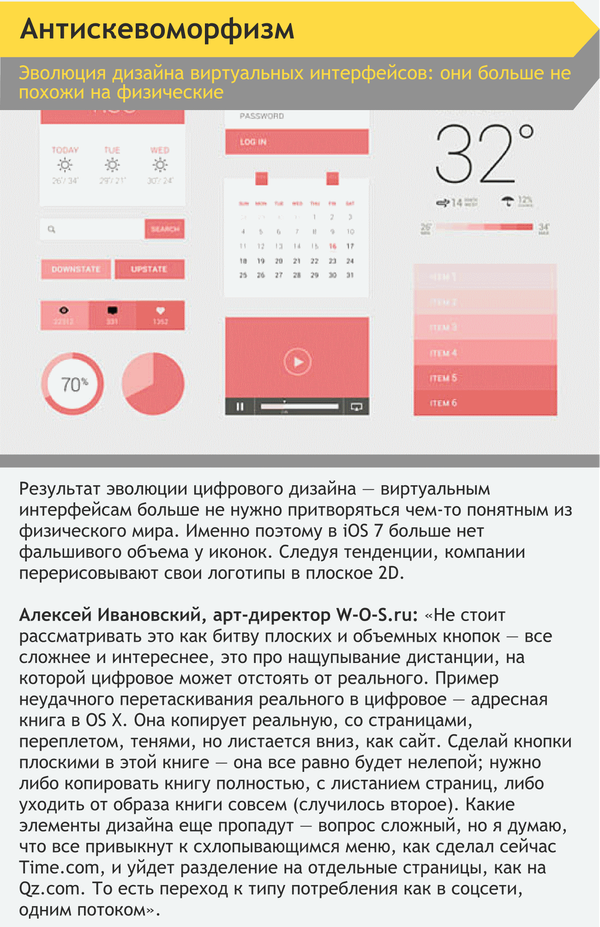 Антискевоморфизм
Эволюция дизайна виртуальных интерфейсов: они больше не
похожи на физические
TODAY TUE WED
26°/ 34° 29°/ 21° 30°/ 24°
SEARCH
DOWNSTATE UPSTATE
22312 331 1352
70%
PASSWORD
LOG IN
SUN MON TUE WED THU FRI SAT
1 2 3
4 5 6 7 8 9 10
11 12 13 14 15 16 17
18 19 20 21 22 23 24
25 26 27 28 29 30 31
32°
14 12%
26° 34°
ITEM 1
ITEM 2
ITEM 3
ITEM 4
ITEM 5
ITEM 6
Результат эволюции цифрового дизайна — виртуальным
интерфейсам больше не нужно притворяться чем-то понятным из
физического мира. Именно поэтому в iOS 7 больше нет
фальшивого объема у иконок. Следуя тенденции, компании
перерисовывают свои логотипы в плоское 2D.
Алексей Ивановский, арт-директор W-O-S.ru: «Не стоит
рассматривать это как битву плоских и объемных кнопок — все
сложнее и интереснее, это про нащупывание дистанции, на
которой цифровое может отстоять от реального. Пример
неудачного перетаскивания реального в цифровое — адресная
книга в OS X. Она копирует реальную, со страницами,
переплетом, тенями, но листается вниз, как сайт. Сделай кнопки
плоскими в этой книге — она все равно будет нелепой; нужно
либо копировать книгу полностью, с листанием страниц, либо
уходить от образа книги совсем (случилось второе). Какие
элементы дизайна еще пропадут — вопрос сложный, но я думаю,
что все привыкнут к схлопывающимся меню, как сделал сейчас
Time.com, и уйдет разделение на отдельные страницы, как на
Qz.com. То есть переход к типу потребления как в соцсети,
одним потоком».